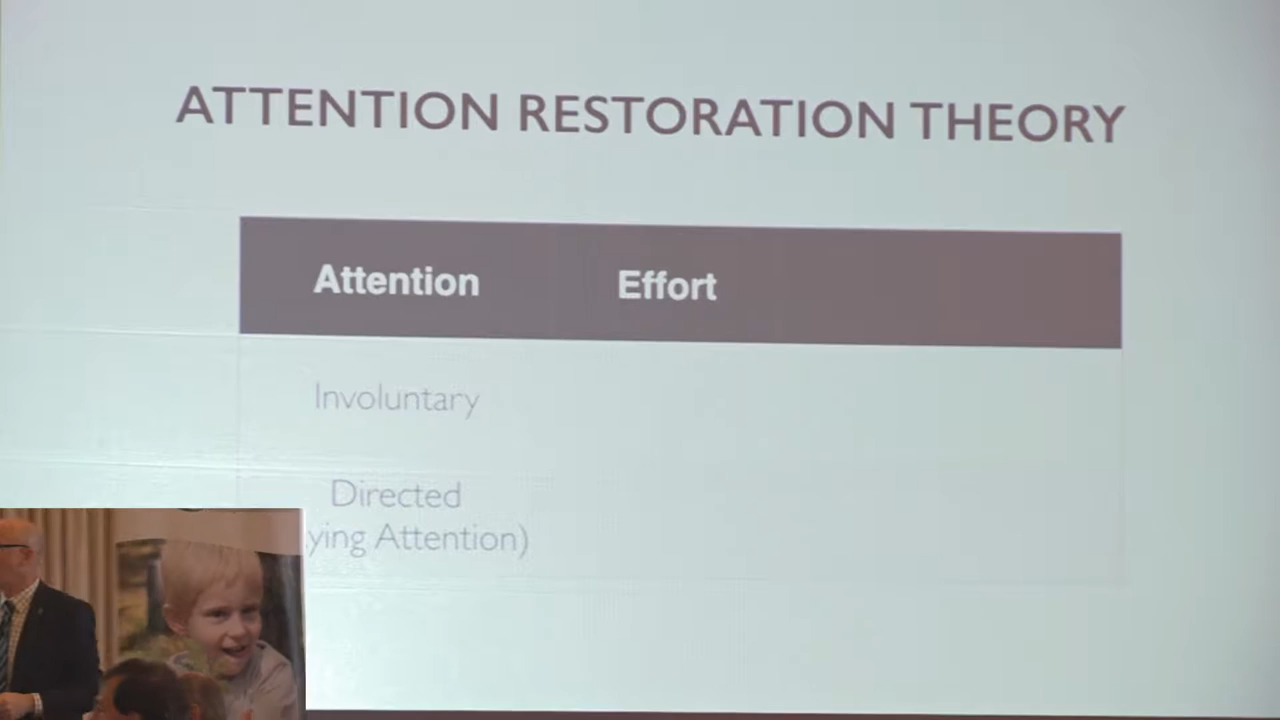 ATTENTION RESTORATION THEORY
Attention Effort
Involuntary
Directed
ying Attention)